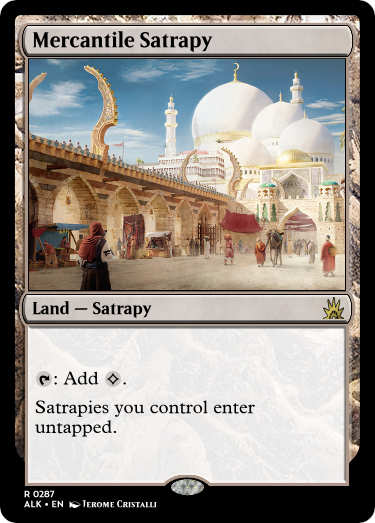 Mercantile Satrapy
Land — Satrapy
: Add .
Satrapies you control enter
untapped.
R 0287
ALK • EN Jerome Cristalli